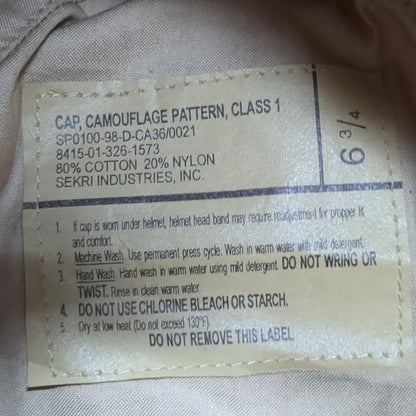 CAP, CAMOUFLAGE PATTERN, CLASS 1
SP0100-98-D-CA36/0021
8415-01-326-1573
80% COTTON 20% NYLON
SEKRI INDUSTRIES, INC.
6 3/4
1. If cap is worn under helmet, helmet head band may require readjustment for propper fit
and comfort.
2. Machine Wash. Use permanent press cycle. Wash in warm water with mild detergent.
3. Hand Wash. Hand wash in warm water using mild detergent. DO NOT WRING OR
TWIST. Rinse in clean warm water.
4. DO NOT USE CHLORINE BLEACH OR STARCH.
5. Dry at low heat (Do not exceed 130°F).
DO NOT REMOVE THIS LABEL